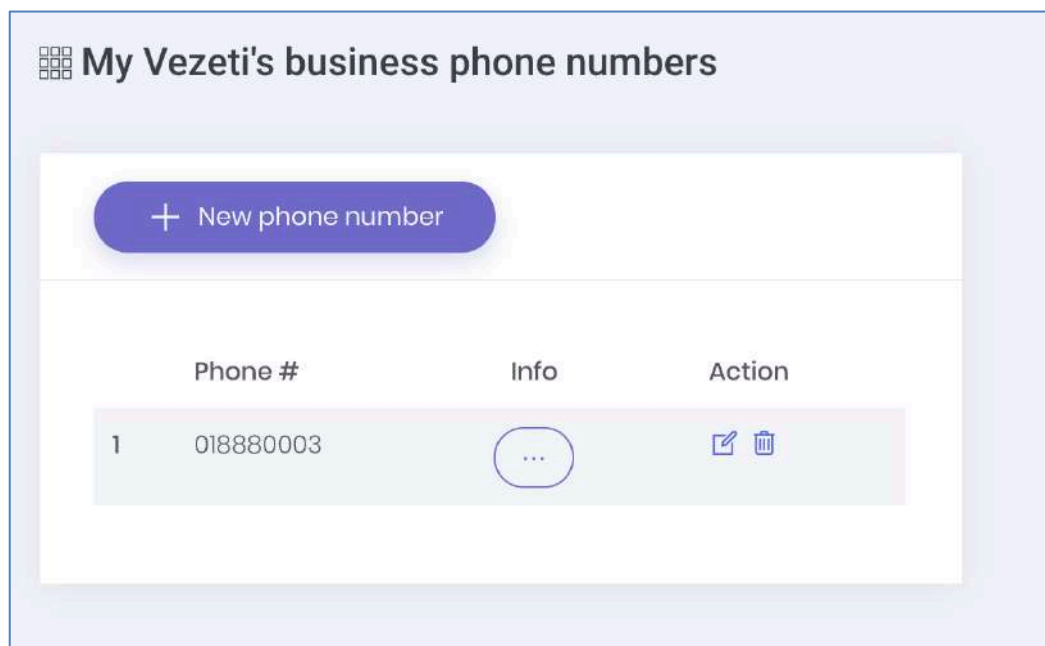 My Vezeti's business phone numbers
+ New phone number
Phone # Info Action
1 018880003 ...